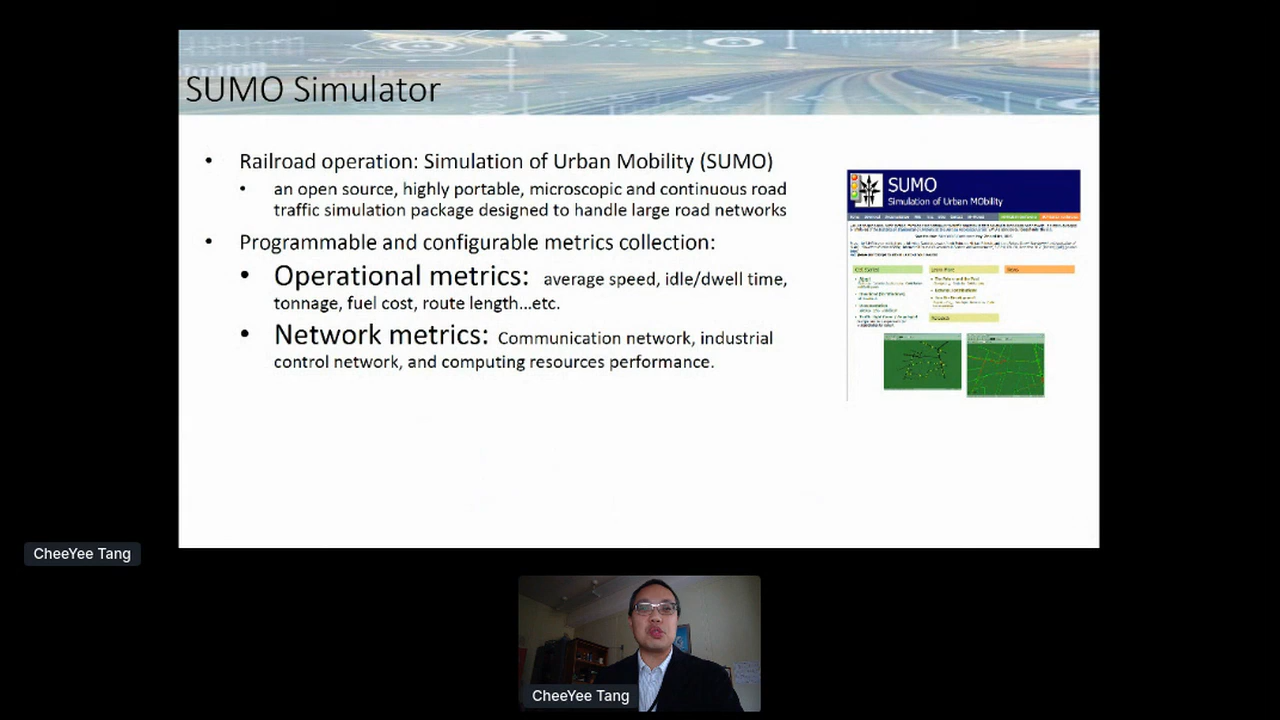 SUMO Simulator
• Railroad operation: Simulation of Urban Mobility (SUMO)
• an open source, highly portable, microscopic and continuous road
traffic simulation package designed to handle large road networks
• Programmable and configurable metrics collection:
• Operational metrics: average speed, idle/dwell time,
tonnage, fuel cost, route length...etc.
• Network metrics: Communication network, industrial
control network, and computing resources performance.
SUMO
Simulation of Urban MObility
CheeYee Tang
CheeYee Tang